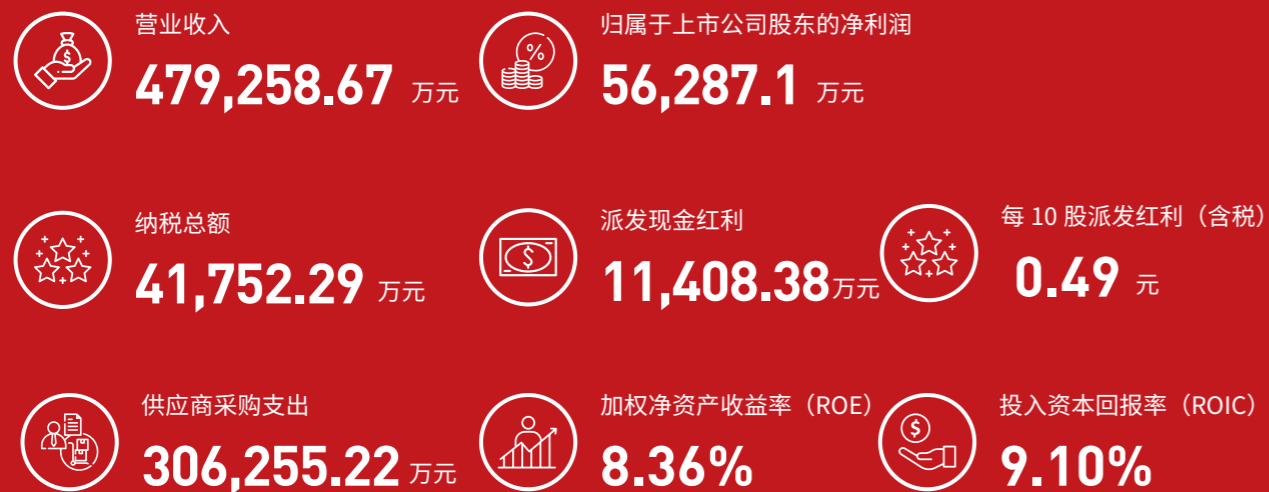 营业收入
479,258.67 万元
归属于上市公司股东的净利润
56,287.1 万元
纳税总额
41,752.29 万元
派发现金红利
11,408.38万元
每 10 股派发红利（含税）
0.49 元
供应商采购支出
306,255.22 万元
加权净资产收益率（ROE）
8.36%
投入资本回报率（ROIC）
9.10%